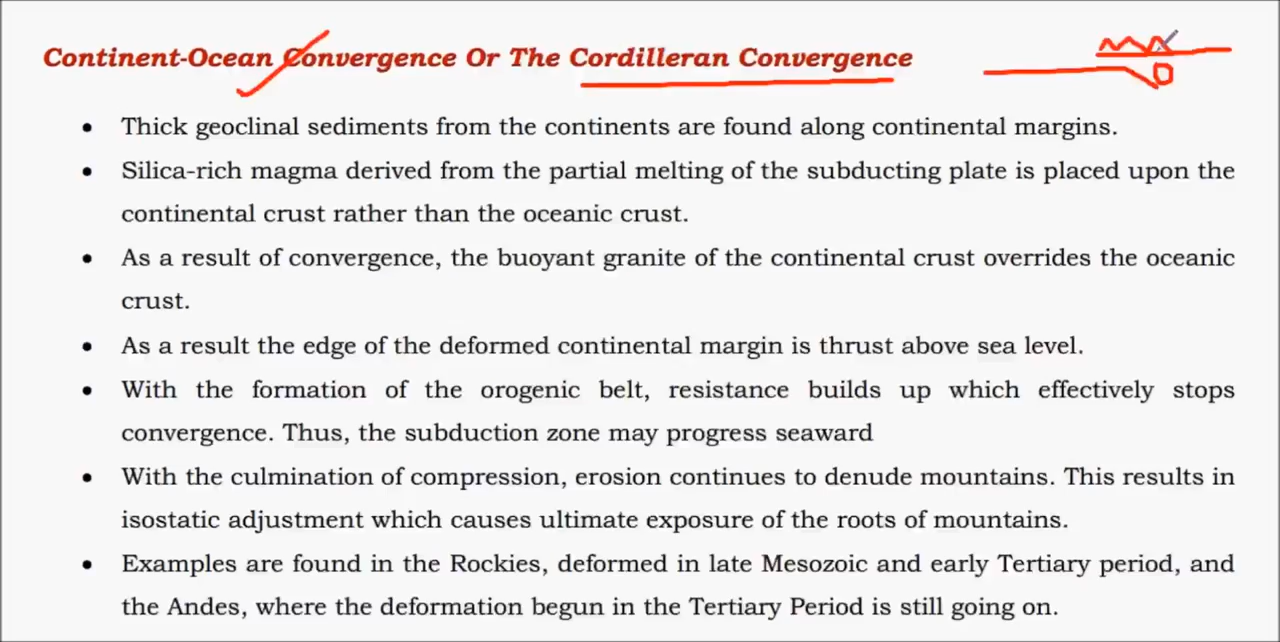 Continent-Ocean Convergence Or The Cordilleran Convergence
• Thick geoclinal sediments from the continents are found along continental margins.
• Silica-rich magma derived from the partial melting of the subducting plate is placed upon the
continental crust rather than the oceanic crust.
• As a result of convergence, the buoyant granite of the continental crust overrides the oceanic
crust.
• As a result the edge of the deformed continental margin is thrust above sea level.
• With the formation of the orogenic belt, resistance builds up which effectively stops
convergence. Thus, the subduction zone may progress seaward
• With the culmination of compression, erosion continues to denude mountains. This results in
isostatic adjustment which causes ultimate exposure of the roots of mountains.
• Examples are found in the Rockies, deformed in late Mesozoic and early Tertiary period, and
the Andes, where the deformation begun in the Tertiary Period is still going on.